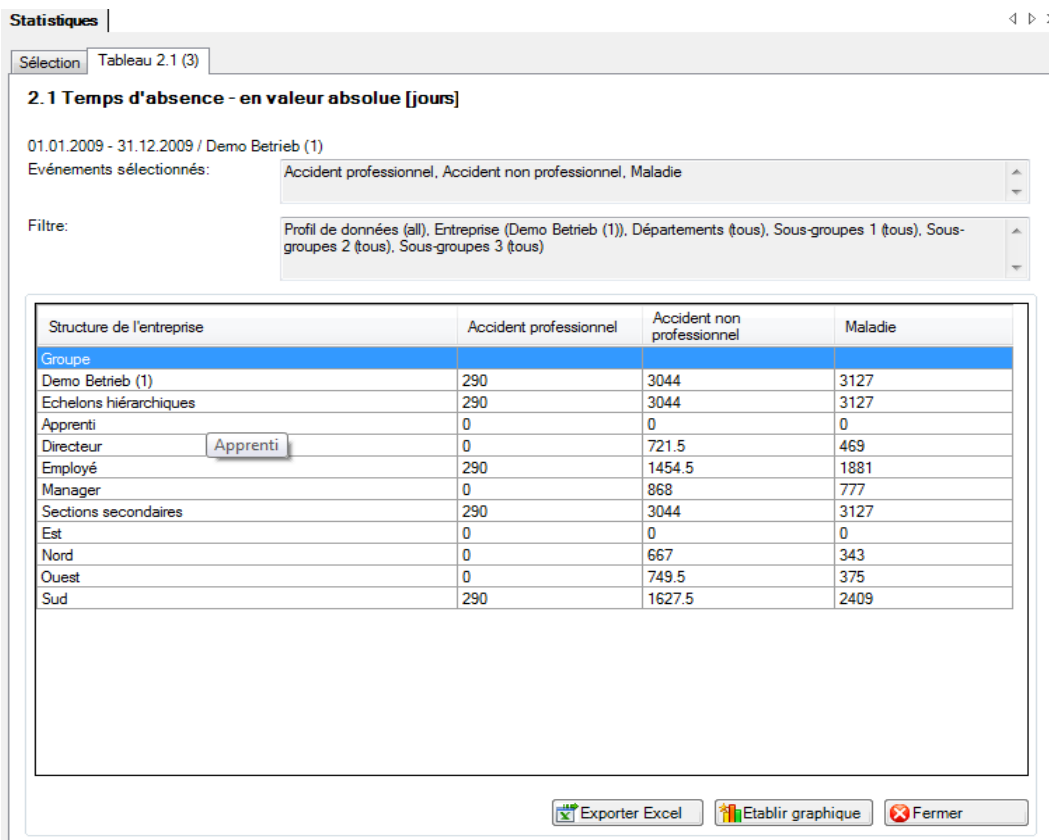 Statistiques
Sélection Tableau 2.1 (3)
2.1 Temps d'absence - en valeur absolue [jours]
01.01.2009 - 31.12.2009 / Demo Betrieb (1)
Evénements sélectionnés: Accident professionnel, Accident non professionnel, Maladie
Filtre: Profil de données (all), Entreprise (Demo Betrieb (1)), Départements (tous), Sous-groupes 1 (tous), Sous-
groupes 2 (tous), Sous-groupes 3 (tous)
Structure de l'entreprise Accident professionnel Accident non professionnel Maladie
Groupe
Demo Betrieb (1) 290 3044 3127
Echelons hiérarchiques 290 3044 3127
Apprenti 0 0 0
Directeur 0 721.5 469
Apprenti
Employé 290 1454.5 1881
Manager 0 868 777
Sections secondaires 290 3044 3127
Est 0 0 0
Nord 0 667 343
Ouest 0 749.5 375
Sud 290 1627.5 2409
Exporter Excel Etablir graphique Fermer